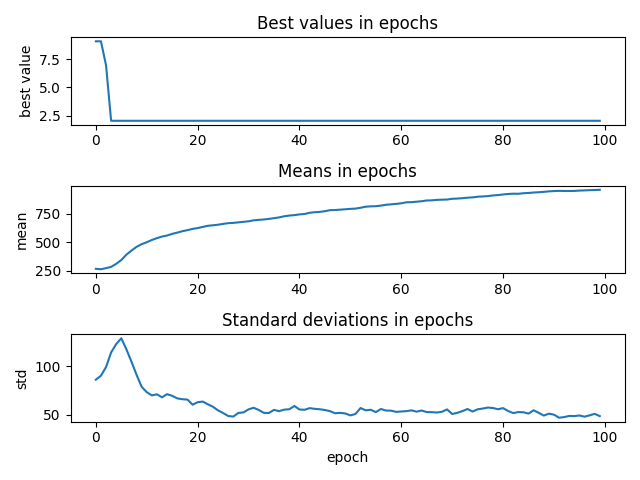 Best values in epochs
best value
7.5
5.0
2.5
0 20 40 60 80 100
Means in epochs
mean
750
500
250
0 20 40 60 80 100
Standard deviations in epochs
std
100
50
0 20 40 60 80 100
epoch